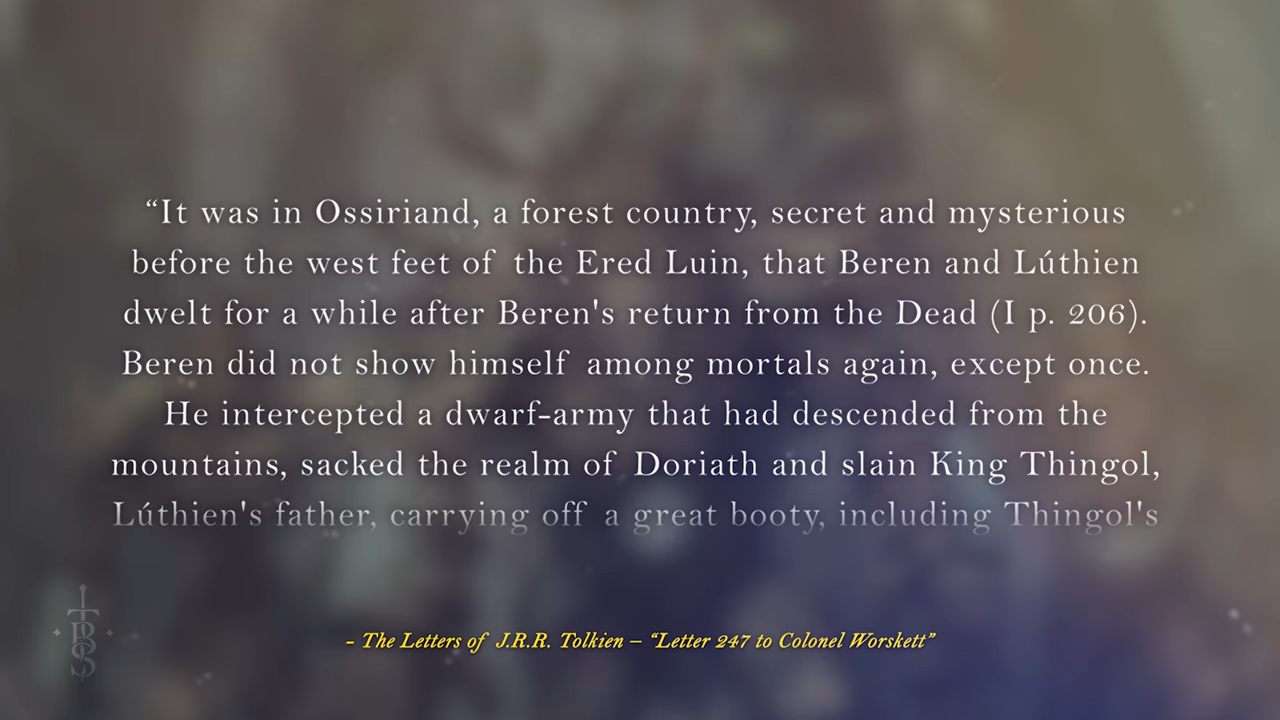 “It was in Ossiriand, a forest country, secret and mysterious
before the west feet of the Ered Luin, that Beren and Lúthien
dwelt for a while after Beren's return from the Dead (I p. 206).
Beren did not show himself among mortals again, except once.
He intercepted a dwarf-army that had descended from the
mountains, sacked the realm of Doriath and slain King Thingol,
Lúthien's father, carrying off a great booty, including Thingol's
TBS
- The Letters of J.R.R. Tolkien – “Letter 247 to Colonel Worskett”